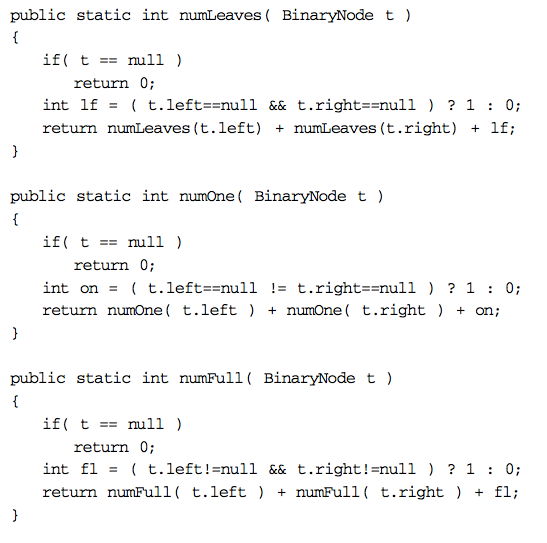 public static int numLeaves( BinaryNode t )
{
if( t == null )
return 0;
int lf = ( t.left==null && t.right==null ) ? 1 : 0;
return numLeaves(t.left) + numLeaves(t.right) + lf;
}
public static int numOne( BinaryNode t )
{
if( t == null )
return 0;
int on = ( t.left==null != t.right==null ) ? 1 : 0;
return numOne( t.left ) + numOne( t.right ) + on;
}
public static int numFull( BinaryNode t )
{
if( t == null )
return 0;
int fl = ( t.left!=null && t.right!=null ) ? 1 : 0;
return numFull( t.left ) + numFull( t.right ) + fl;
}